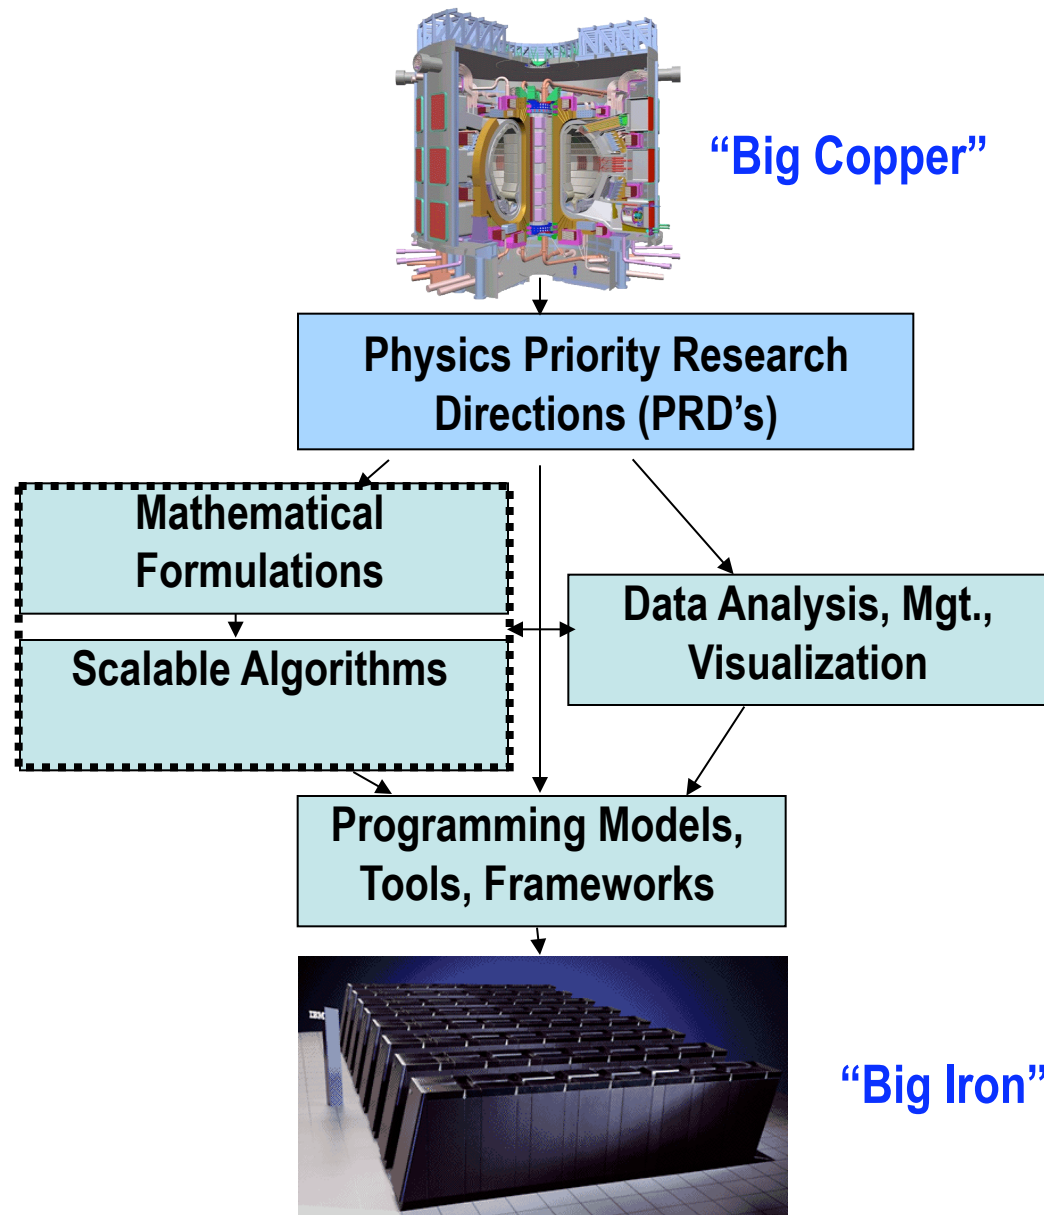 “Big Copper”
Physics Priority Research
Directions (PRD’s)
Mathematical
Formulations
Scalable Algorithms
Data Analysis, Mgt.,
Visualization
Programming Models,
Tools, Frameworks
IBM
“Big Iron”